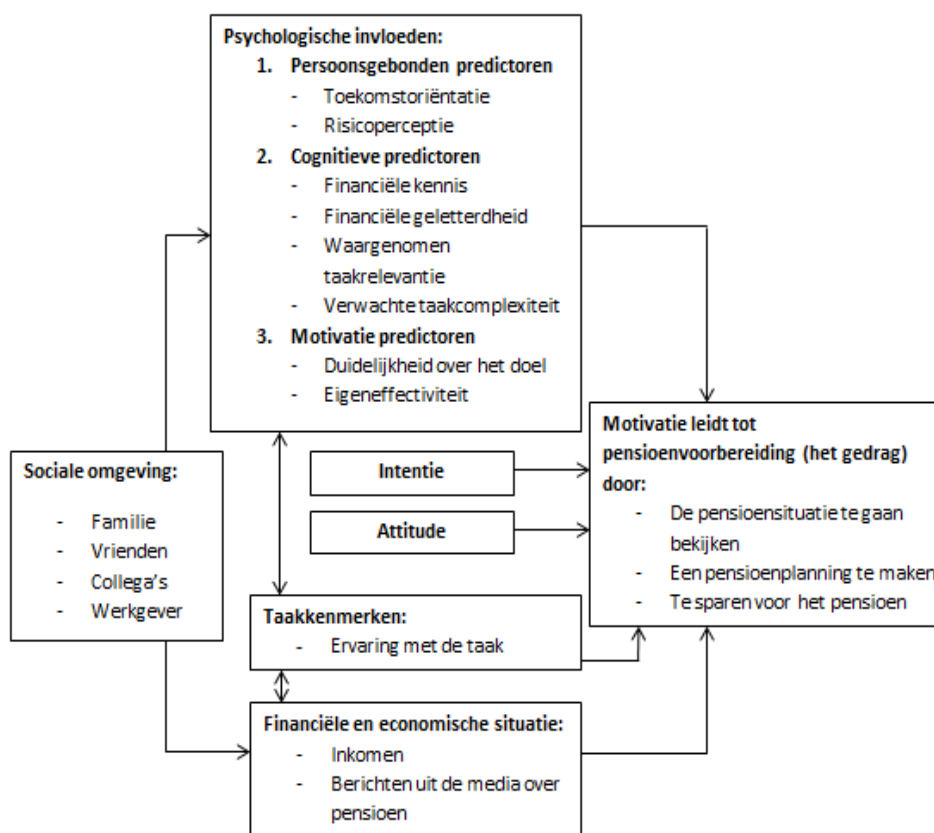 Psychologische invloeden:
1. Persoonsgebonden predictoren
- Toekomstoriëntatie
- Risicoperceptie
2. Cognitieve predictoren
- Financiële kennis
- Financiële geletterdheid
- Waargenomen
taakrelevantie
- Verwachte taakcomplexiteit
3. Motivatie predictoren
- Duidelijkheid over het doel
- Eigeneffectiviteit
Sociale omgeving:
- Familie
- Vrienden
- Collega's
- Werkgever
Intentie
Attitude
Motivatie leidt tot
pensioenvoorbereiding (het gedrag)
door:
- De pensioensituatie te gaan
bekijken
- Een pensioenplanning te maken
- Te sparen voor het pensioen
Taakkenmerken:
- Ervaring met de taak
Financiële en economische situatie:
- Inkomen
- Berichten uit de media over
pensioen